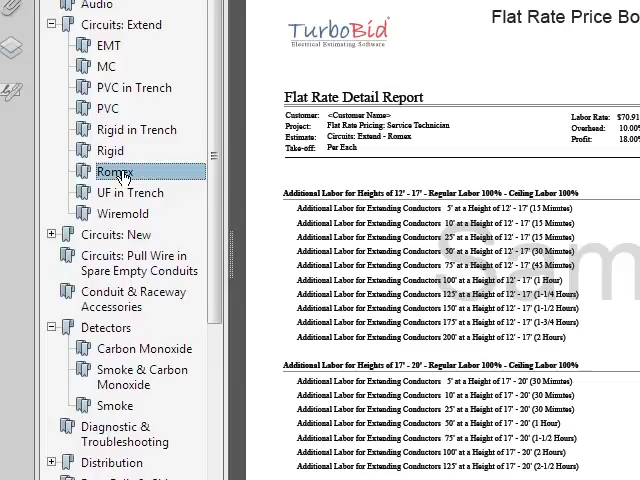 Audio
Circuits: Extend
EMT
MC
PVC in Trench
PVC
Rigid in Trench
Rigid
Romex
UF in Trench
Wiremold
Circuits: New
Circuits: Pull Wire in
Spare Empty Conduits
Conduit & Raceway
Accessories
Detectors
Carbon Monoxide
Smoke & Carbon
Monoxide
Smoke
Diagnostic &
Troubleshooting
Distribution
Flat Rate Price Bo
TurboBid
Electrical Estimating Software
Flat Rate Detail Report
Customer: <Customer Name>
Project: Flat Rate Pricing: Service Technician
Estimate: Circuits: Extend - Romex
Take-off: Per Each
Labor Rate: $70.91
Overhead: 10.00%
Profit: 18.00%
Additional Labor for Heights of 12' - 17' - Regular Labor 100% - Ceiling Labor 100%
Additional Labor for Extending Conductors 5' at a Height of 12' - 17' (15 Minutes)
Additional Labor for Extending Conductors 10' at a Height of 12' - 17' (15 Minutes)
Additional Labor for Extending Conductors 25' at a Height of 12' - 17' (15 Minutes)
Additional Labor for Extending Conductors 50' at a Height of 12' - 17' (30 Minutes)
Additional Labor for Extending Conductors 75' at a Height of 12' - 17' (45 Minutes)
Additional Labor for Extending Conductors 100' at a Height of 12' - 17' (1 Hour)
Additional Labor for Extending Conductors 125' at a Height of 12' - 17' (1-1/4 Hours)
Additional Labor for Extending Conductors 150' at a Height of 12' - 17' (1-1/2 Hours)
Additional Labor for Extending Conductors 175' at a Height of 12' - 17' (1-3/4 Hours)
Additional Labor for Extending Conductors 200' at a Height of 12' - 17' (2 Hours)
Sam
Additional Labor for Heights of 17' - 20' - Regular Labor 100% - Ceiling Labor 100%
Additional Labor for Extending Conductors 5' at a Height of 17' - 20' (30 Minutes)
Additional Labor for Extending Conductors 10' at a Height of 17' - 20' (30 Minutes)
Additional Labor for Extending Conductors 25' at a Height of 17' - 20' (30 Minutes)
Additional Labor for Extending Conductors 50' at a Height of 17' - 20' (1 Hour)
Additional Labor for Extending Conductors 75' at a Height of 17' - 20' (1-1/2 Hours)
Additional Labor for Extending Conductors 100' at a Height of 17' - 20' (2 Hours)
Additional Labor for Extending Conductors 125' at a Height of 17' - 20' (2-1/2 Hours)